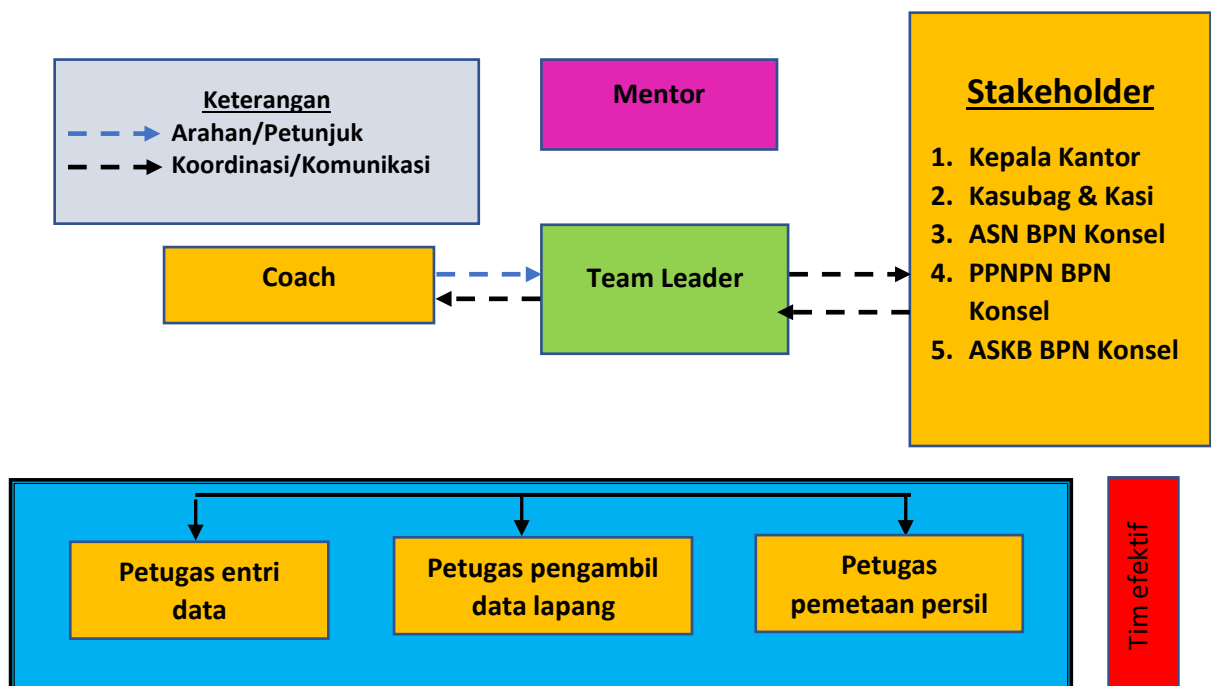 Keterangan
Arahan/Petunjuk
Koordinasi/Komunikasi
Mentor
Stakeholder
1. Kepala Kantor
2. Kasubag & Kasi
3. ASN BPN Konsel
4. PPNPN BPN
Konsel
5. ASKB BPN Konsel
Coach
Team Leader
Petugas entri
data
Petugas pengambil
data lapang
Petugas
pemetaan persil
Tim efektif